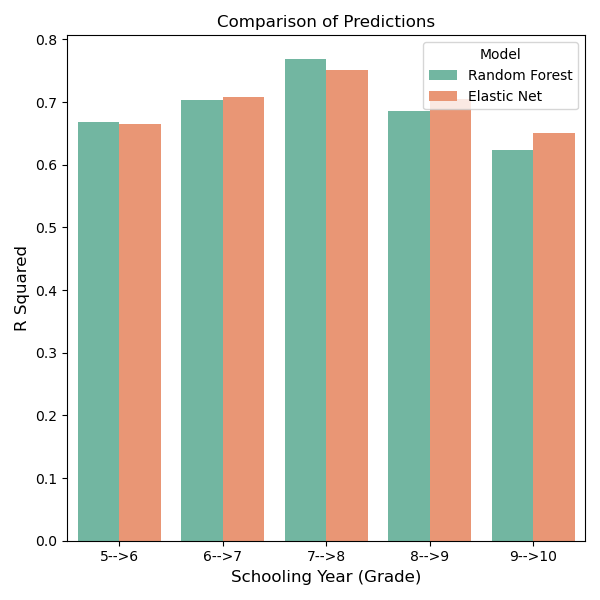 Comparison of Predictions
Model
Random Forest
Elastic Net
R Squared
0.8
0.7
0.6
0.5
0.4
0.3
0.2
0.1
0.0
5-->6 6-->7 7-->8 8-->9 9-->10
Schooling Year (Grade)